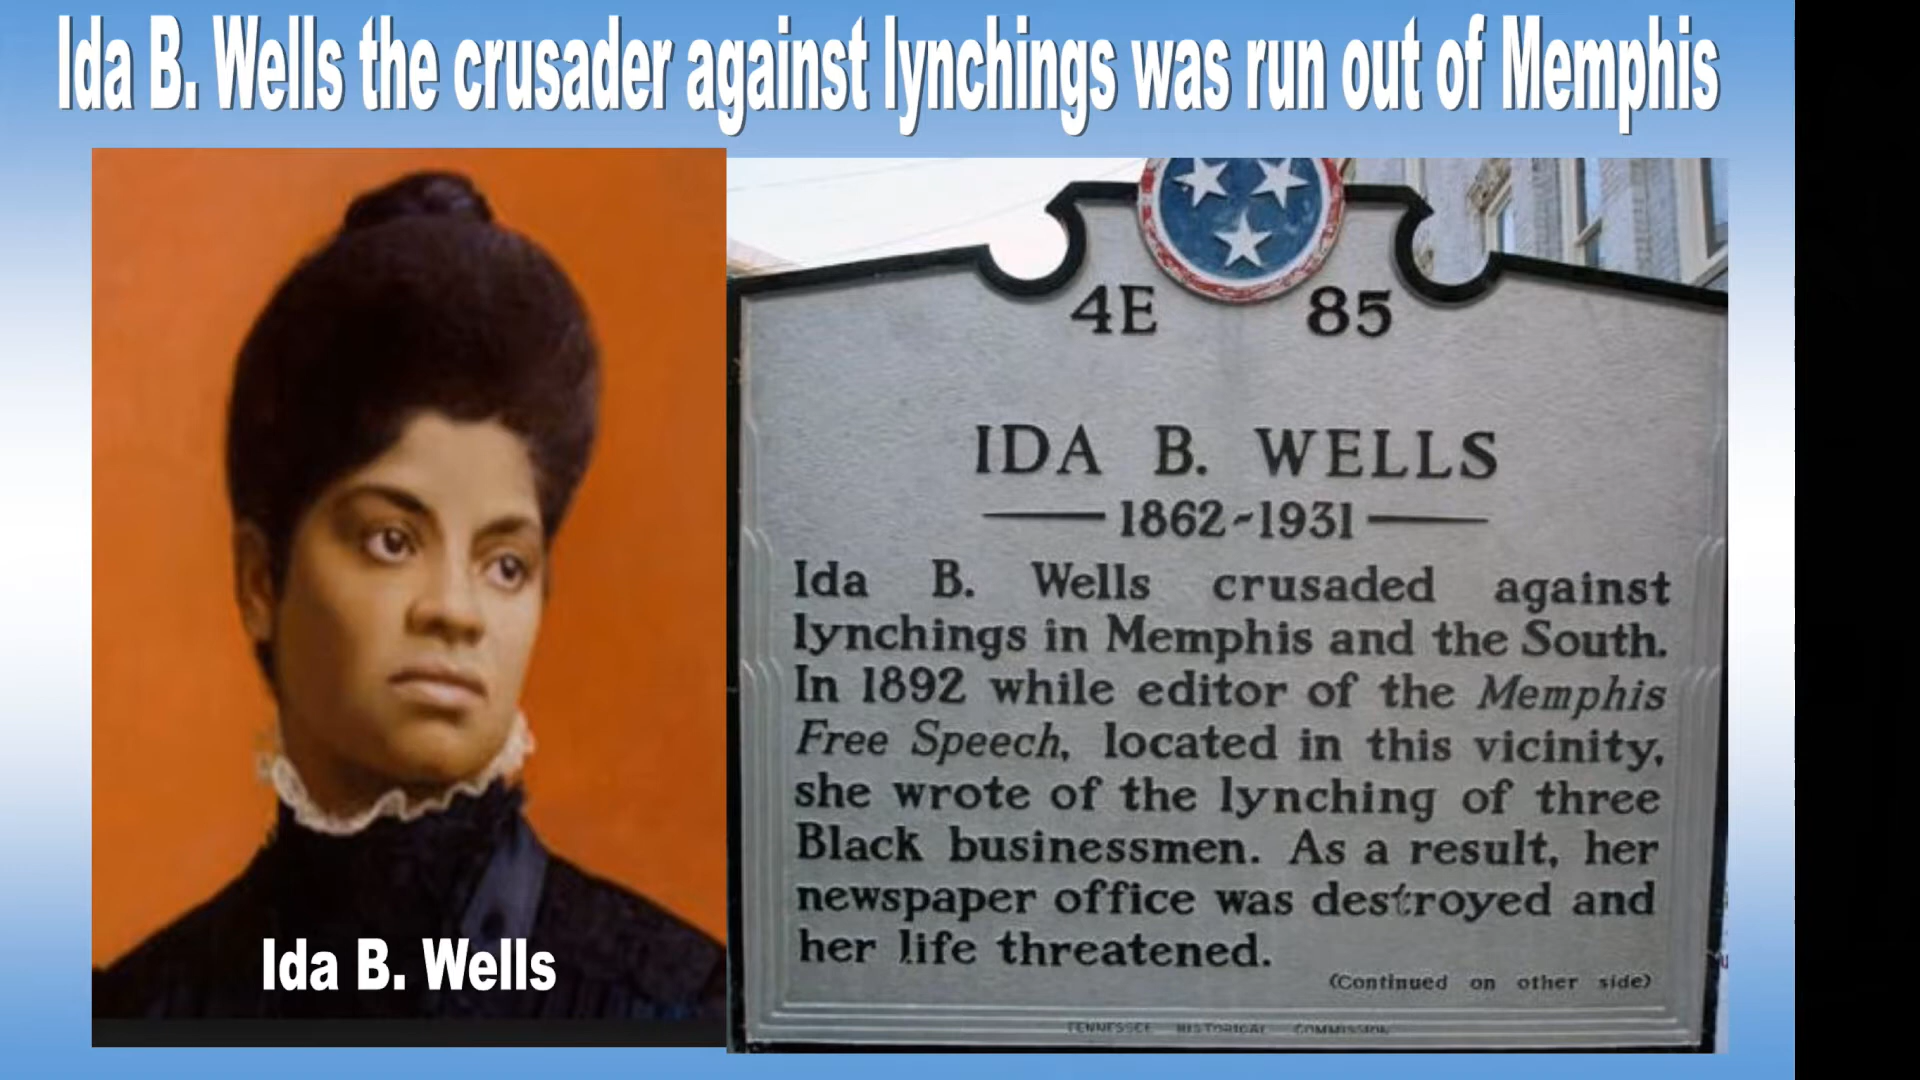 Ida B. Wells the crusader against lynchings was run out of Memphis
Ida B. Wells
4E 85
IDA B. WELLS
1862~1931
Ida B. Wells crusaded against
lynchings in Memphis and the South.
In 1892 while editor of the Memphis
Free Speech, located in this vicinity,
she wrote of the lynching of three
Black businessmen. As a result, her
newspaper office was destroyed and
her life threatened.
(Continued on other side)
TENNESSEE HISTORICAL COMMISSION